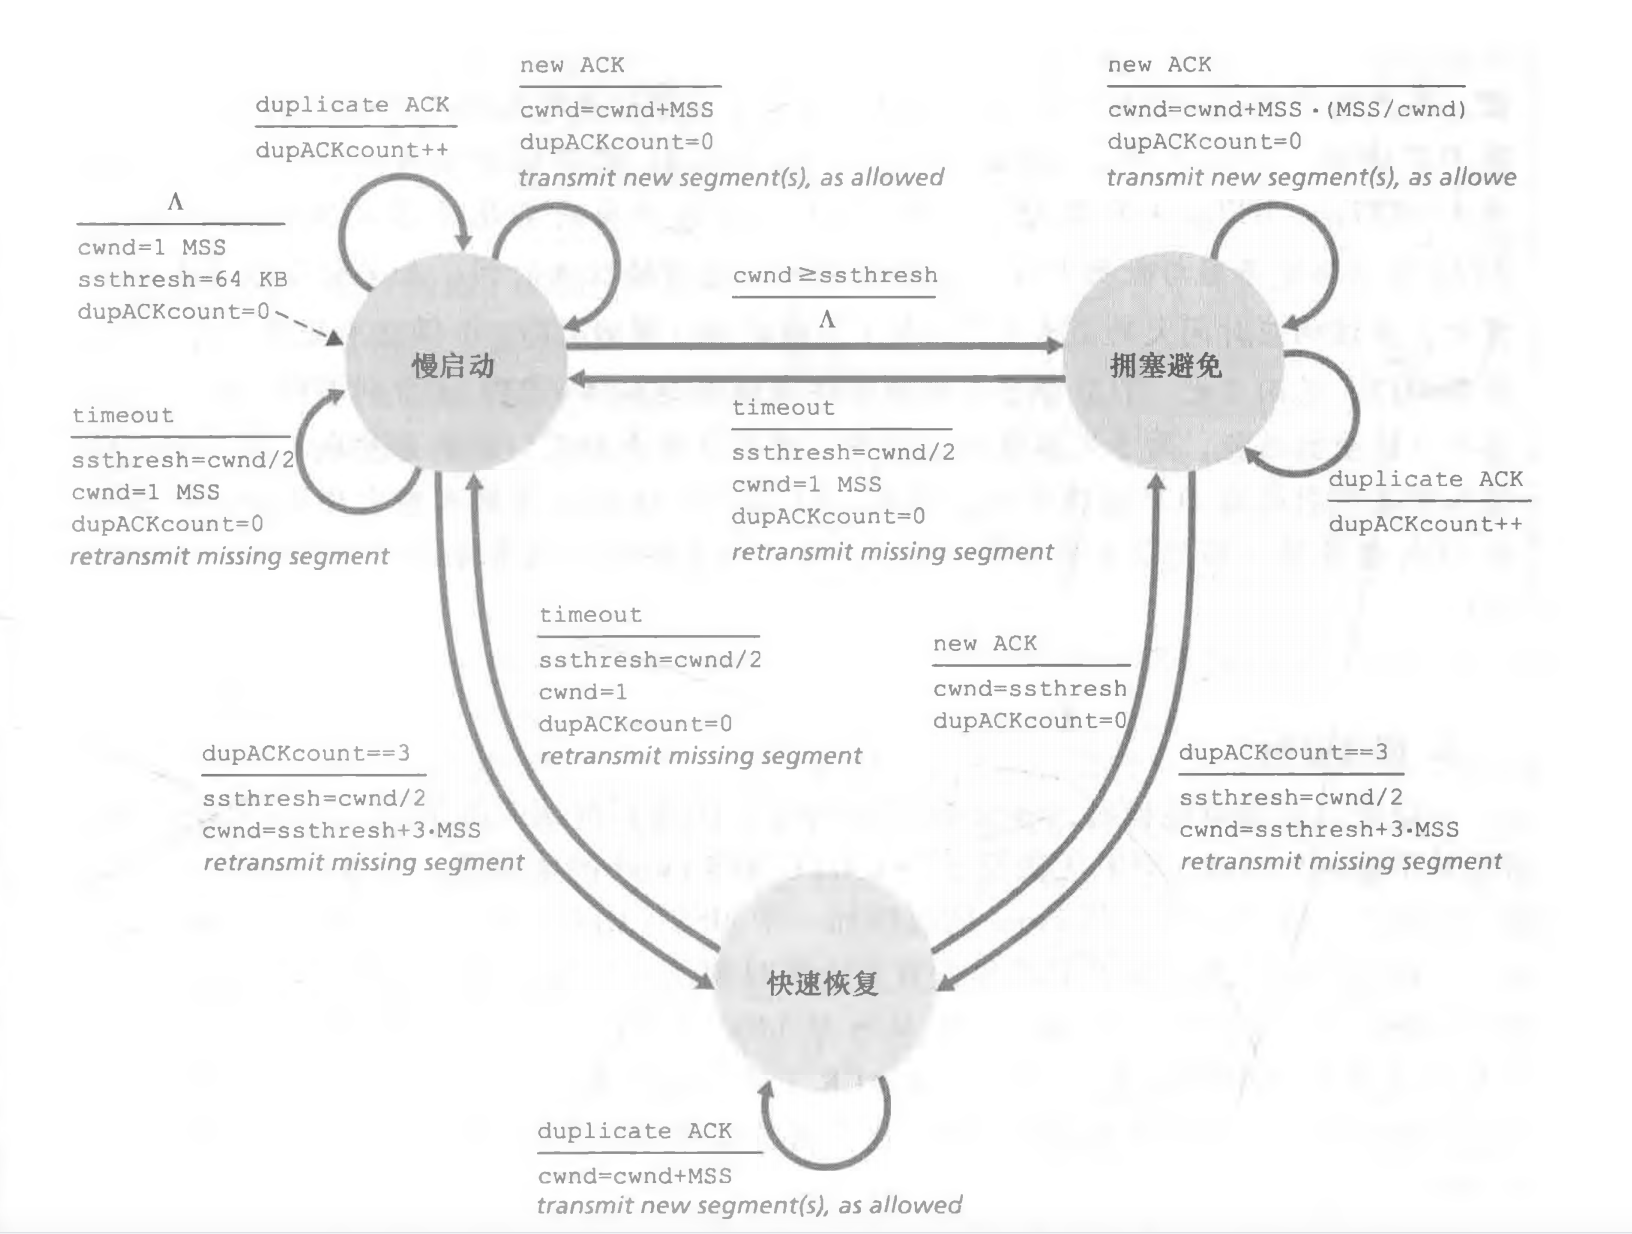 new ACK
cwnd=cwnd+MSS
dupACKcount=0
transmit new segment(s), as allowed
new ACK
cwnd=cwnd+MSS·(MSS/cwnd)
dupACKcount=0
transmit new segment(s), as allowe
duplicate ACK
dupACKcount++
Λ
cwnd=1 MSS
ssthresh=64 KB
dupACKcount=0
cwnd≥ssthresh
Λ
慢启动
拥塞避免
timeout
ssthresh=cwnd/2
cwnd=1 MSS
dupACKcount=0
retransmit missing segment
timeout
ssthresh=cwnd/2
cwnd=1 MSS
dupACKcount=0
retransmit missing segment
duplicate ACK
dupACKcount++
timeout
ssthresh=cwnd/2
cwnd=1
dupACKcount=0
retransmit missing segment
new ACK
cwnd=ssthresh
dupACKcount=0
dupACKcount==3
ssthresh=cwnd/2
cwnd=ssthresh+3·MSS
retransmit missing segment
dupACKcount==3
ssthresh=cwnd/2
cwnd=ssthresh+3·MSS
retransmit missing segment
快速恢复
duplicate ACK
cwnd=cwnd+MSS
transmit new segment(s), as allowed